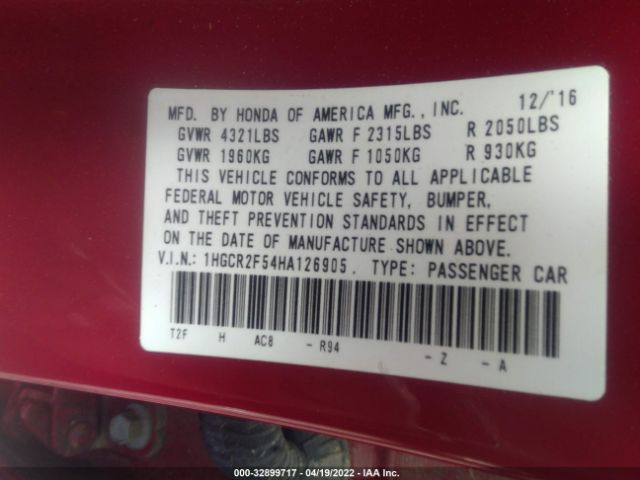 MFD. BY HONDA OF AMERICA MFG., INC. 12/'16
GVWR 4321LBS GAWR F 2315LBS R 2050LBS
GVWR 1960KG GAWR F 1050KG R 930KG
THIS VEHICLE CONFORMS TO ALL APPLICABLE
FEDERAL MOTOR VEHICLE SAFETY, BUMPER,
AND THEFT PREVENTION STANDARDS IN EFFECT
ON THE DATE OF MANUFACTURE SHOWN ABOVE.
V.I.N.: 1HGCR2F54HA126905. TYPE: PASSENGER CAR
T2F H AC8 - R94 - Z - A
000-32899717 - 04/19/2022 - IAA Inc.